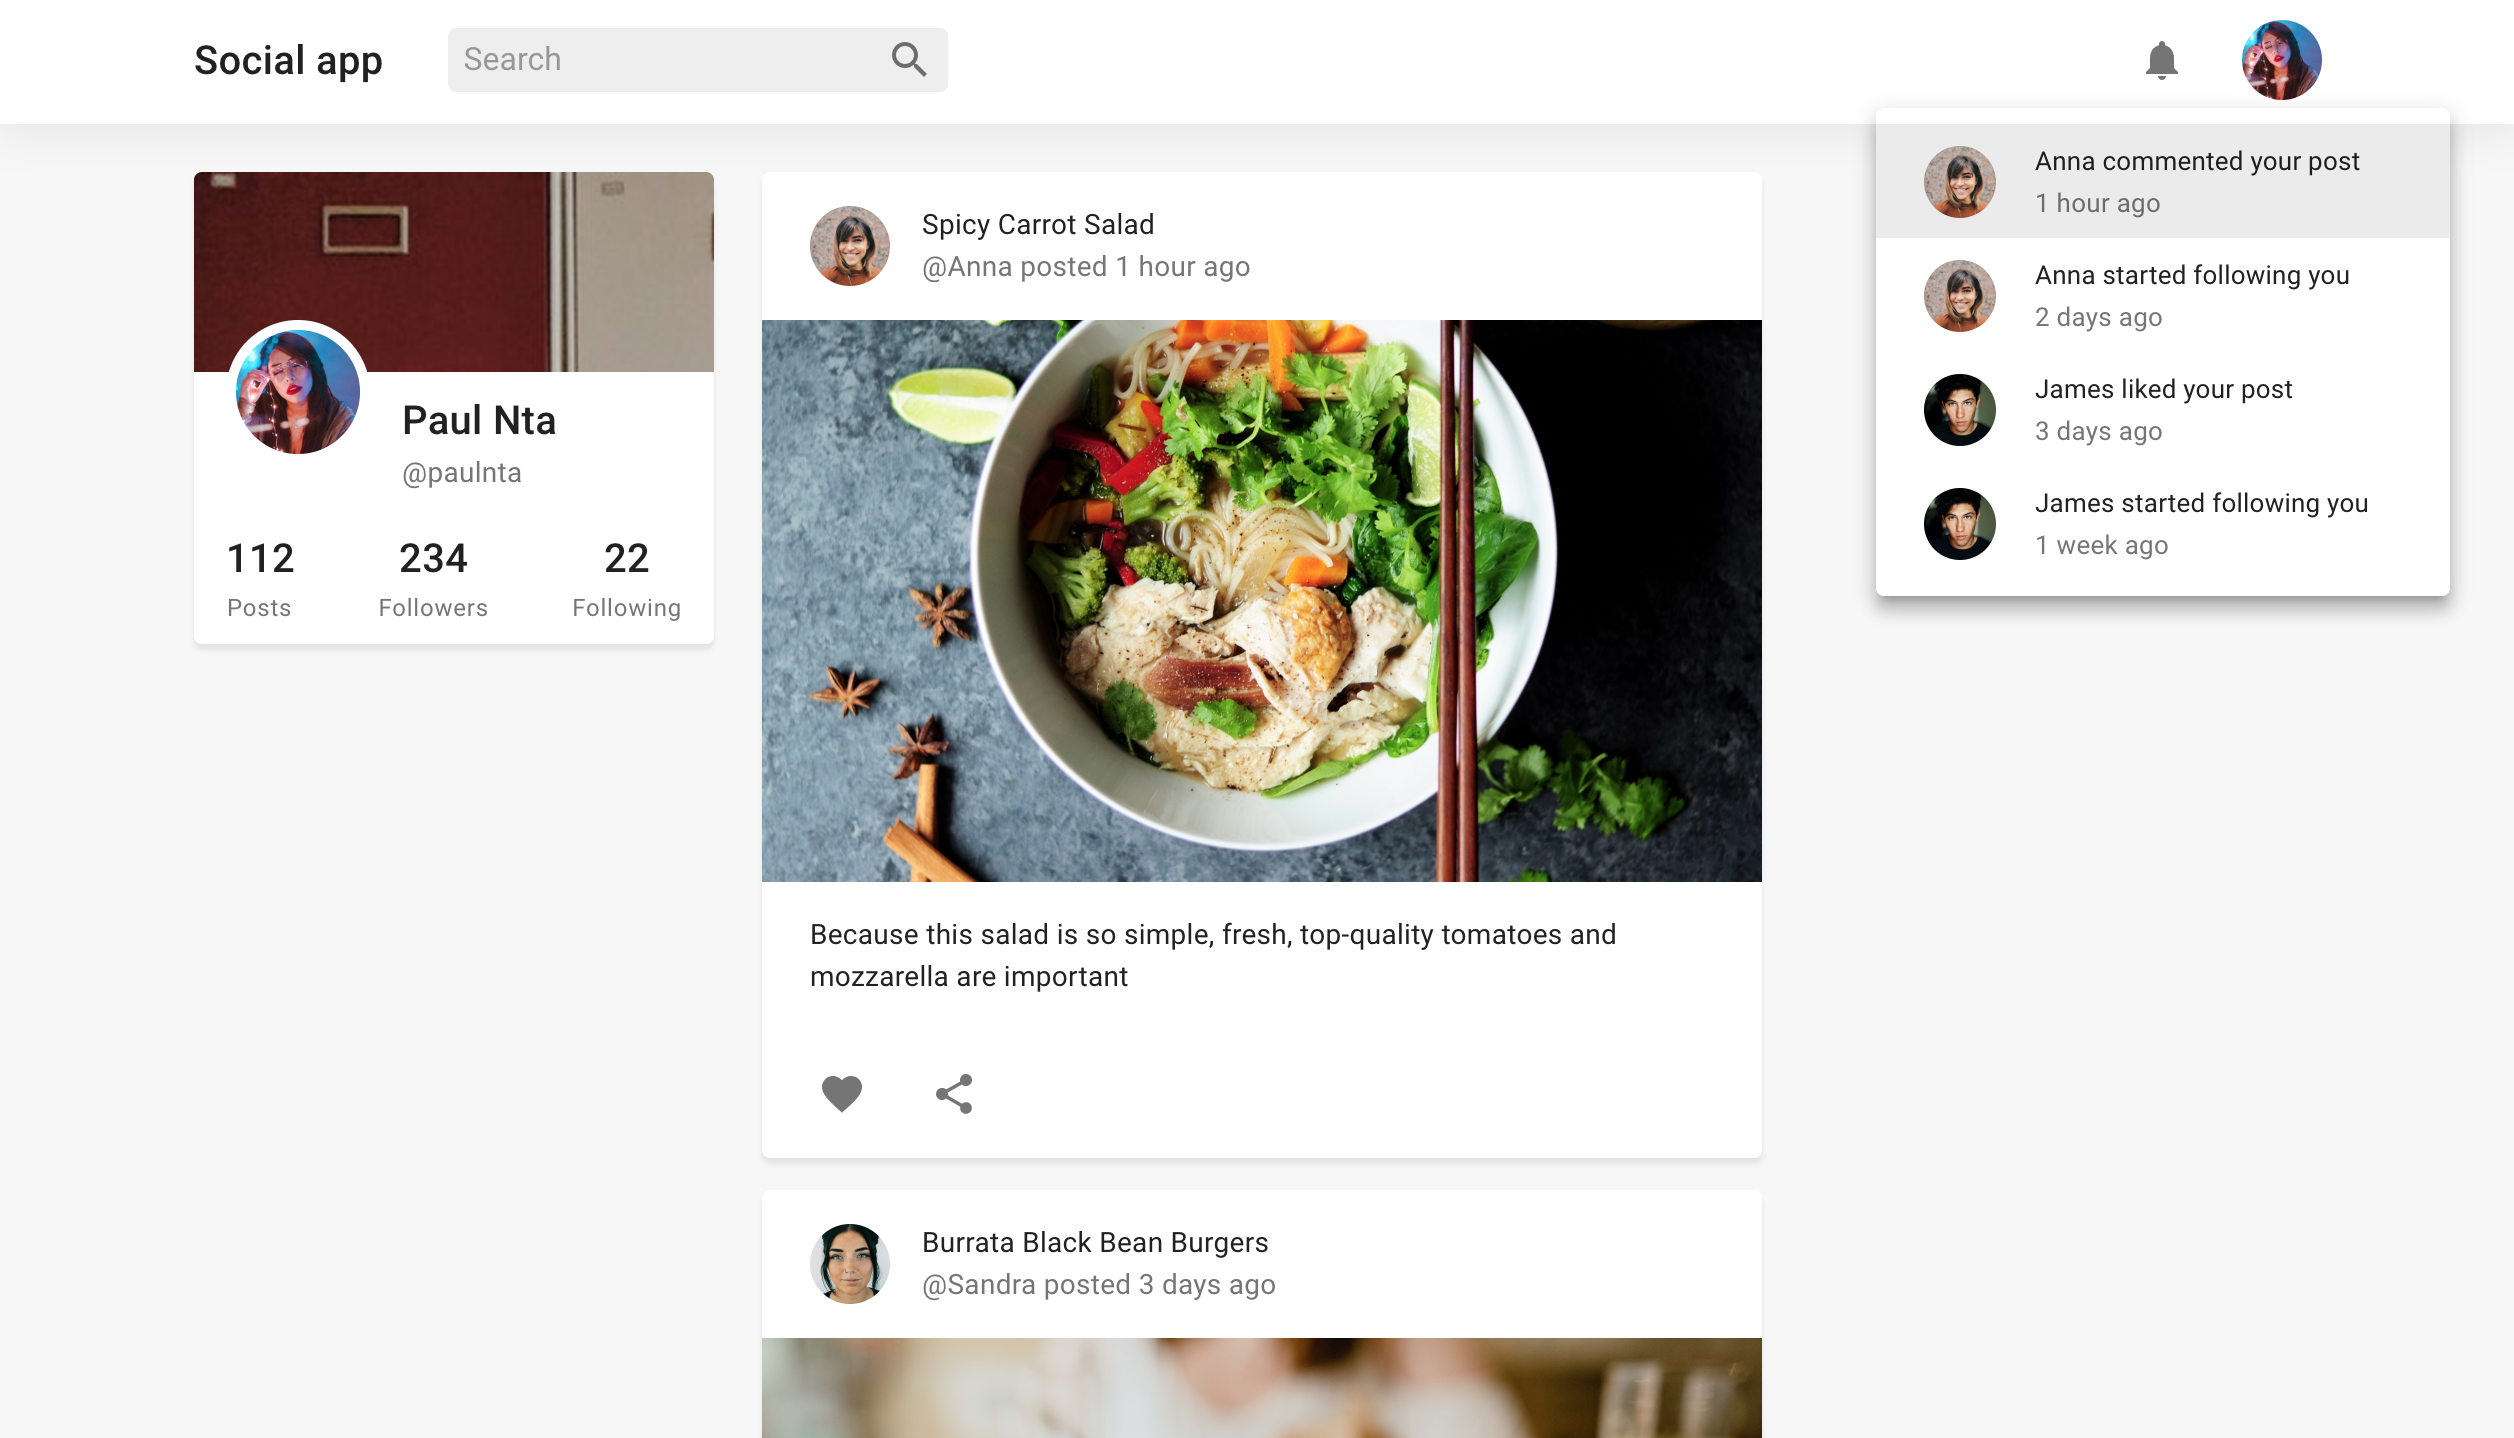 Social app
Search
Anna commented your post
1 hour ago
Anna started following you
2 days ago
James liked your post
3 days ago
James started following you
1 week ago
Paul Nta
@paulnta
112
Posts
234
Followers
22
Following
Spicy Carrot Salad
@Anna posted 1 hour ago
Because this salad is so simple, fresh, top-quality tomatoes and
mozzarella are important
Burrata Black Bean Burgers
@Sandra posted 3 days ago